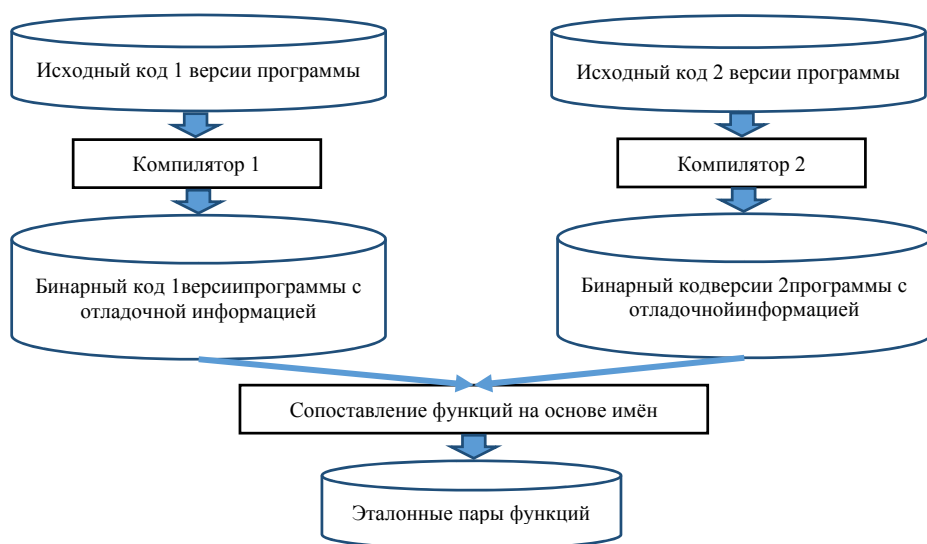 Исходный код 1 версии программы
Исходный код 2 версии программы
Компилятор 1
Компилятор 2
Бинарный код 1версиипрограммы с
отладочной информацией
Бинарный кодверсии 2программы с
отладочнойинформацией
Сопоставление функций на основе имён
Эталонные пары функций